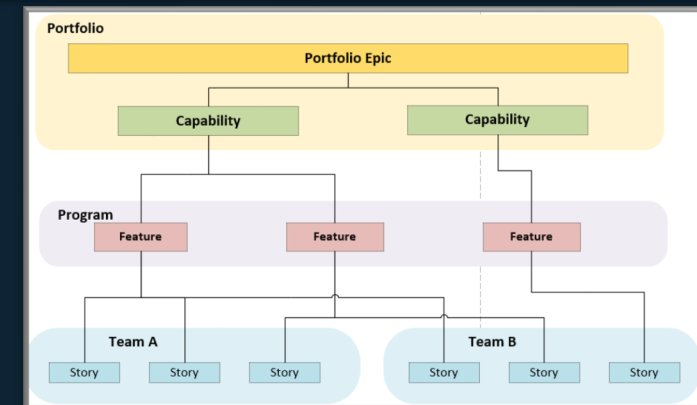 Portfolio
Portfolio Epic
Capability
Capability
Program
Feature
Feature
Feature
Team A
Team B
Story
Story
Story
Story
Story
Story